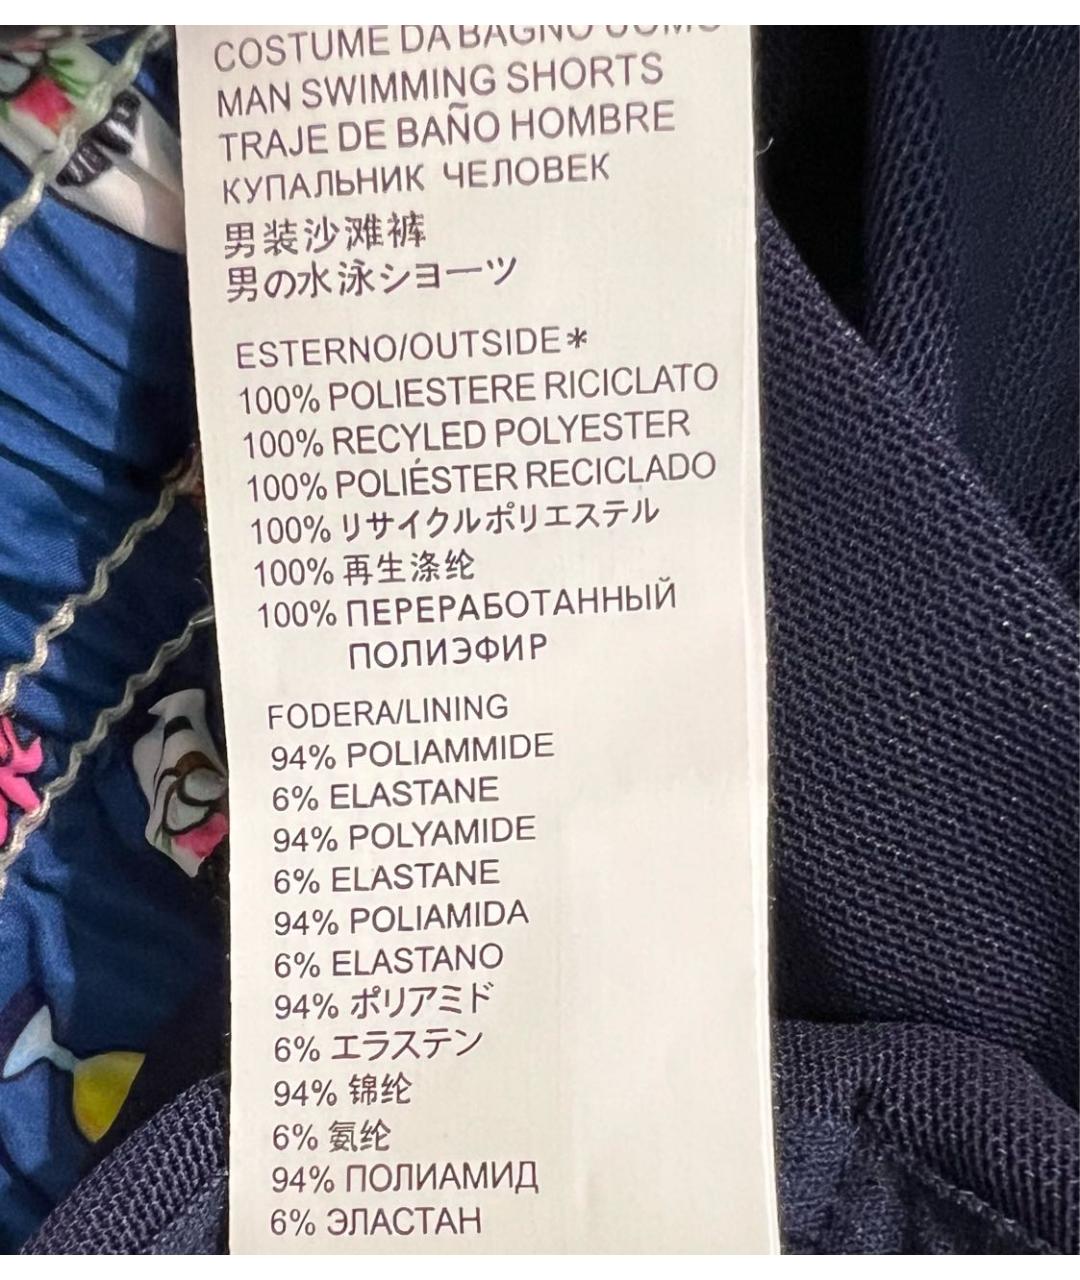 COSTUME DA BAGNO UOMO
MAN SWIMMING SHORTS
TRAJE DE BAÑO HOMBRE
КУПАЛЬНИК ЧЕЛОВЕК
男装沙滩裤
男の水泳ショーツ
ESTERNO/OUTSIDE*
100% POLIESTERE RICICLATO
100% RECYLED POLYESTER
100% POLIÉSTER RECICLADO
100% リサイクルポリエステル
100% 再生涤纶
100% ПЕРЕРАБОТАННЫЙ
ПОЛИЭФИР
FODERA/LINING
94% POLIAMMIDE
6% ELASTANE
94% POLYAMIDE
6% ELASTANE
94% POLIAMIDA
6% ELASTANO
94% ポリアミド
6% エラステン
94% 锦纶
6% 氨纶
94% ПОЛИАМИД
6% ЭЛАСТАН